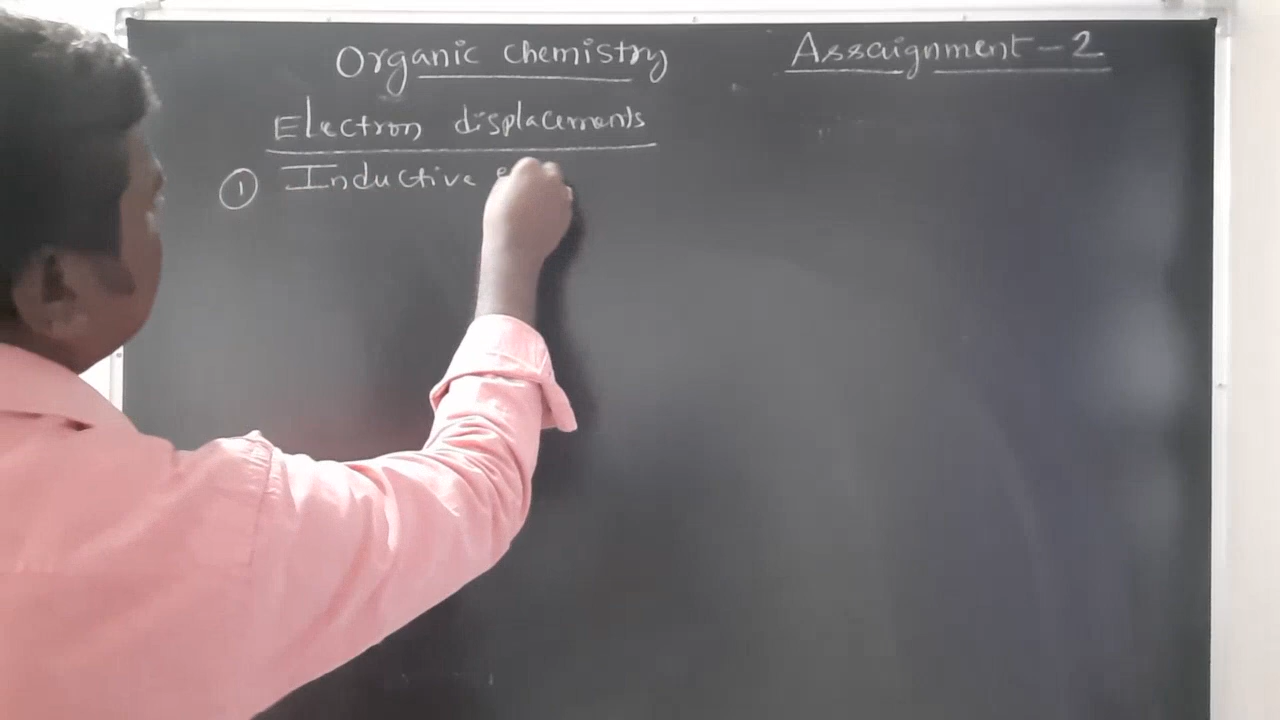 Organic chemistry
Assaignment - 2
Electron displacements
① Inductive